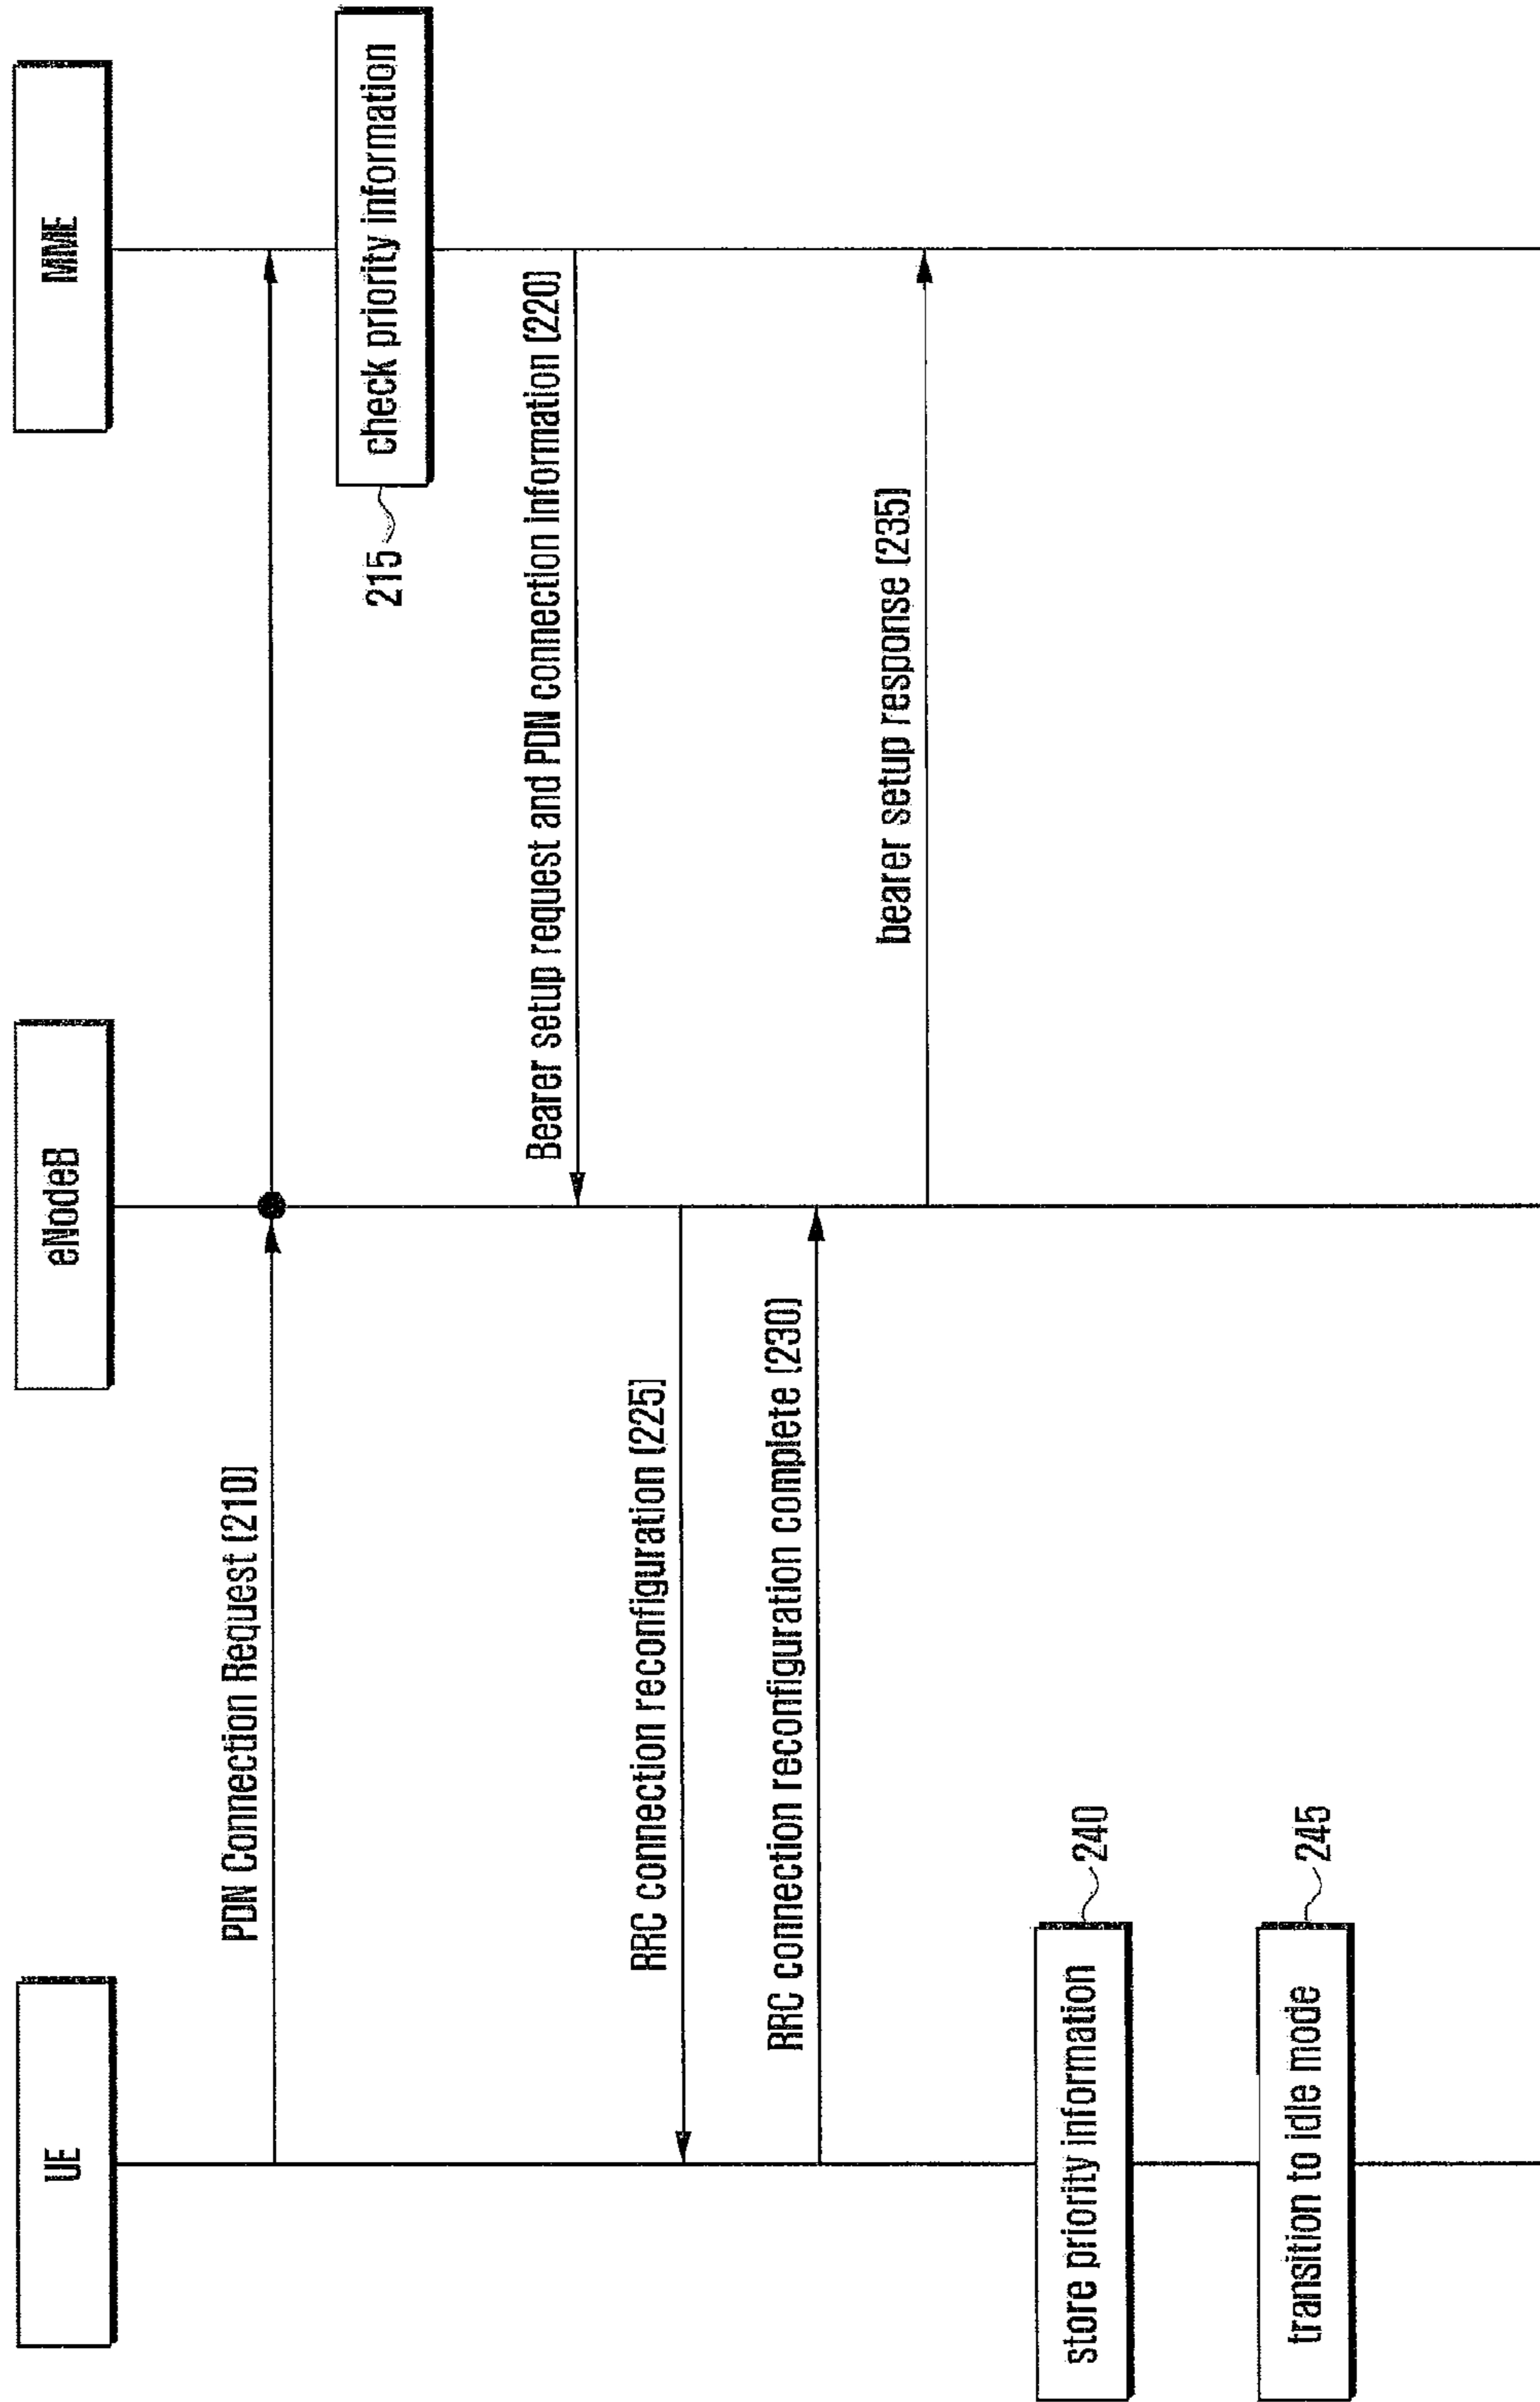 UE
eNodeB
MME
PDN Connection Request (210)
check priority information
215
Bearer setup request and PDN connection information (220)
RRC connection reconfiguration (225)
RRC connection reconfiguration complete (230)
bearer setup response (235)
store priority information
240
transition to idle mode
245